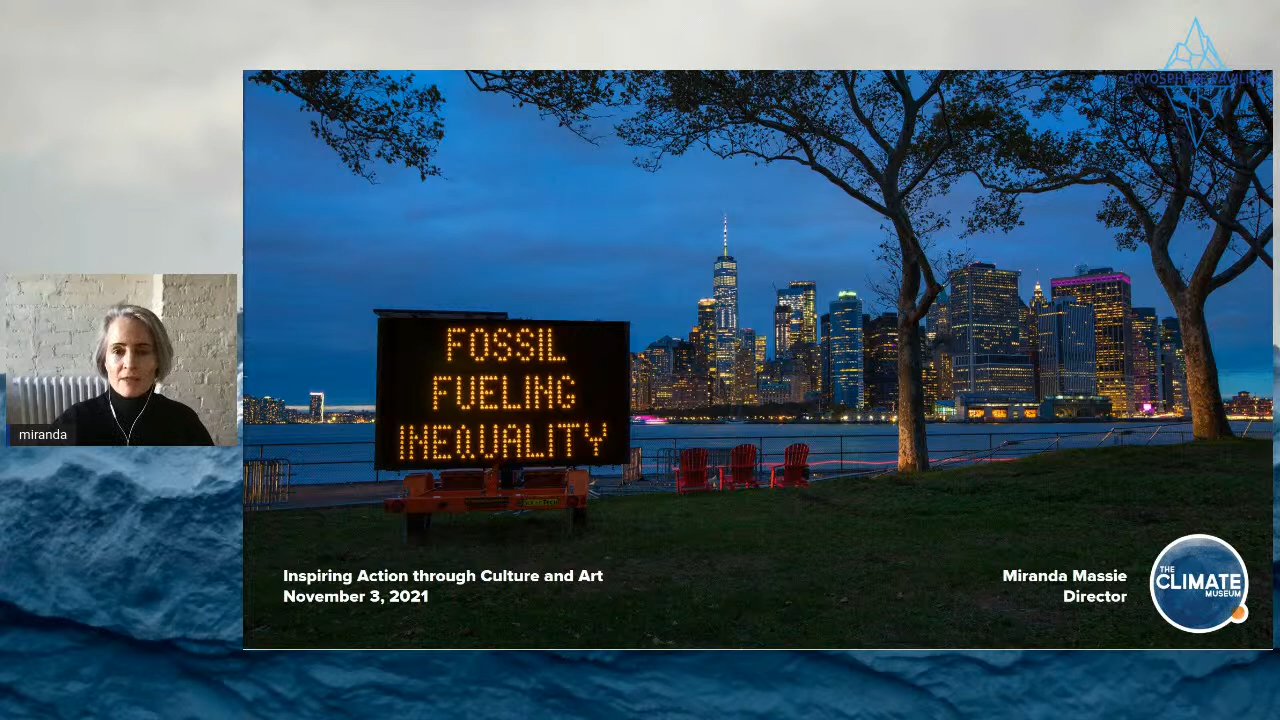 CRYOSPHERE PAVILION
FOSSIL
FUELING
INEQUALITY
miranda
Inspiring Action through Culture and Art
November 3, 2021
Miranda Massie
Director
THE
CLIMATE
MUSEUM